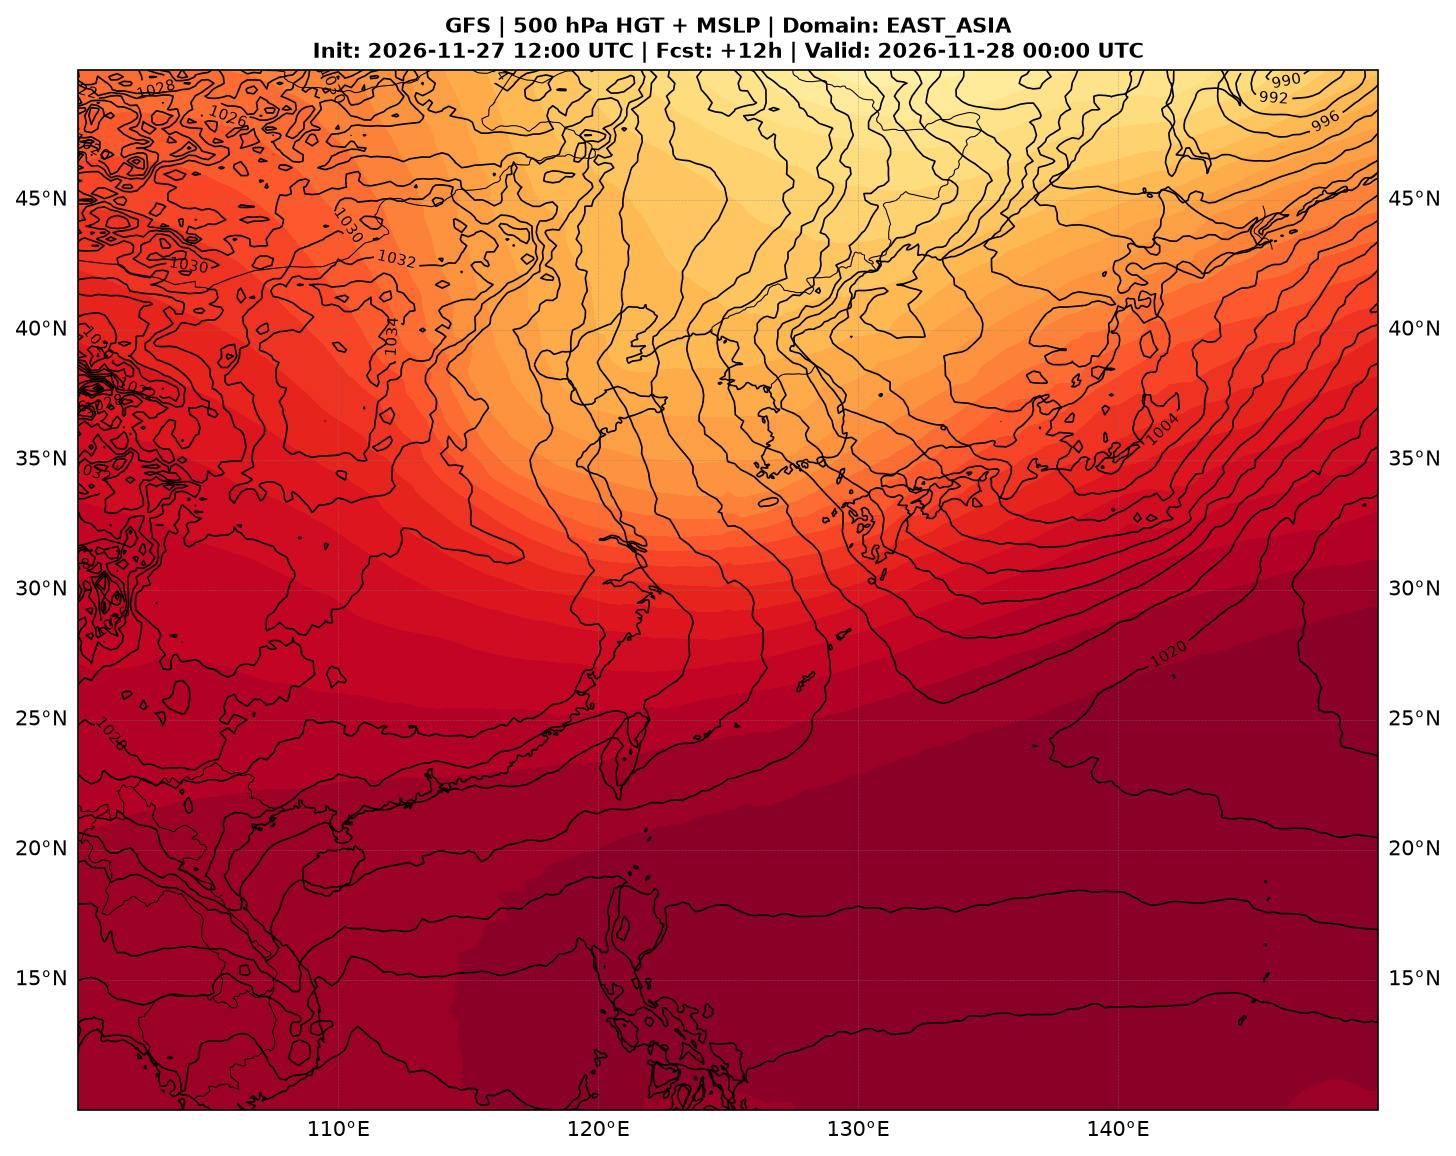 GFS | 500 hPa HGT + MSLP | Domain: EAST_ASIA
Init: 2026-11-27 12:00 UTC | Fcst: +12h | Valid: 2026-11-28 00:00 UTC
1028
990
992
1026
996
45°N
45°N
1030
1030
1032
1034
40°N
40°N
1004
35°N
35°N
30°N
30°N
1020
25°N
25°N
1028
20°N
20°N
15°N
15°N
110°E
120°E
130°E
140°E